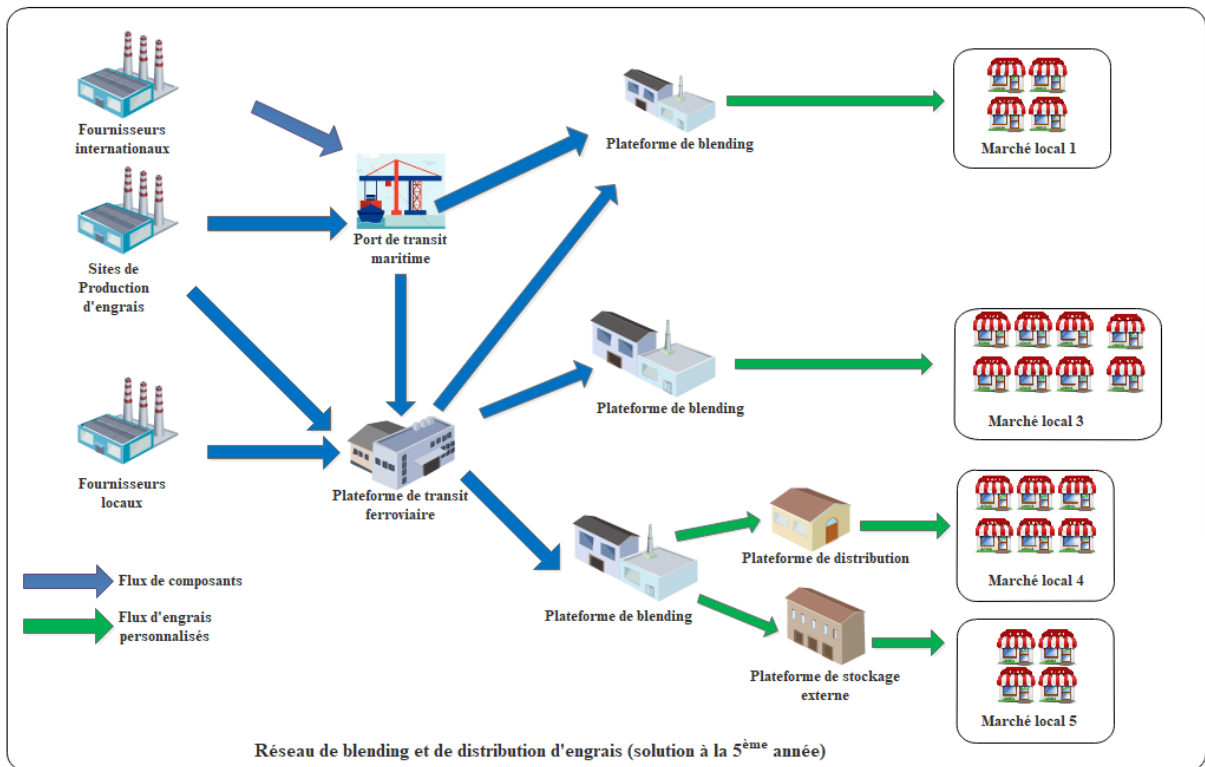 Fournisseurs
internationaux
Plateforme de blending
Marché local 1
Sites de
Production
d'engrais
Port de transit
maritime
Plateforme de blending
Marché local 3
Fournisseurs
locaux
Plateforme de transit
ferroviaire
Plateforme de distribution
Marché local 4
Flux de composants
Flux d'engrais
personnalisés
Plateforme de blending
Plateforme de stockage
externe
Marché local 5
Réseau de blending et de distribution d'engrais (solution à la 5ème année)